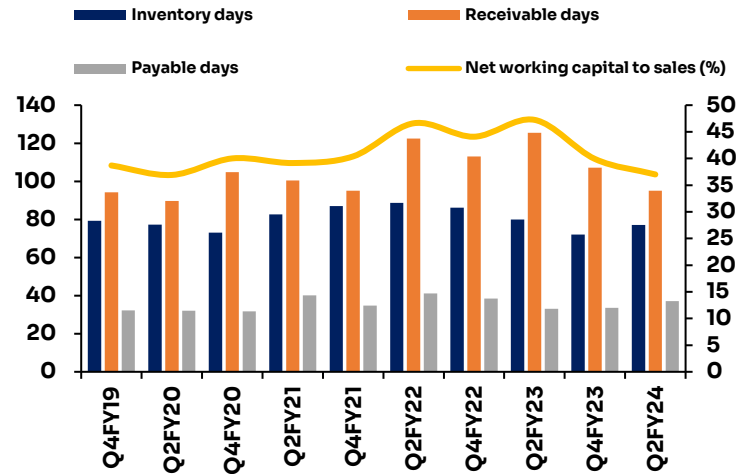 Inventory days
Receivable days
Payable days
Net working capital to sales (%)
140
120
100
80
60
40
20
0
50
45
40
35
30
25
20
15
10
5
0
Q4FY19
Q2FY20
Q4FY20
Q2FY21
Q4FY21
Q2FY22
Q4FY22
Q2FY23
Q4FY23
Q2FY24